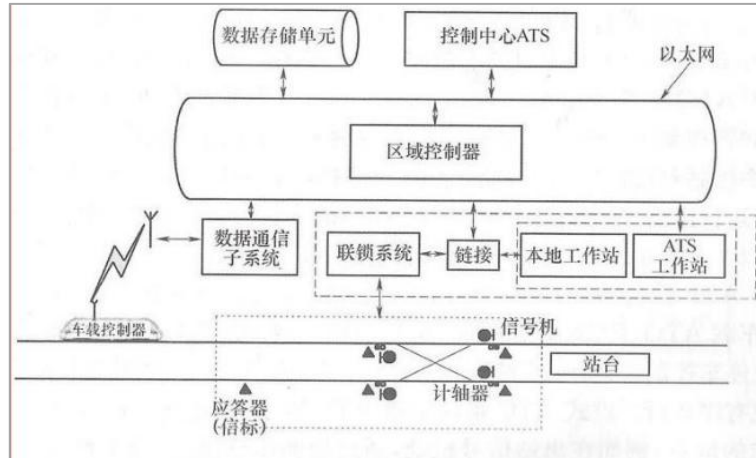 数据存储单元
控制中心ATS
以太网
区域控制器
数据通信
子系统
联锁系统
链接
本地工作站
ATS
工作站
车载控制器
信号机
站台
应答器
(信标)
计轴器